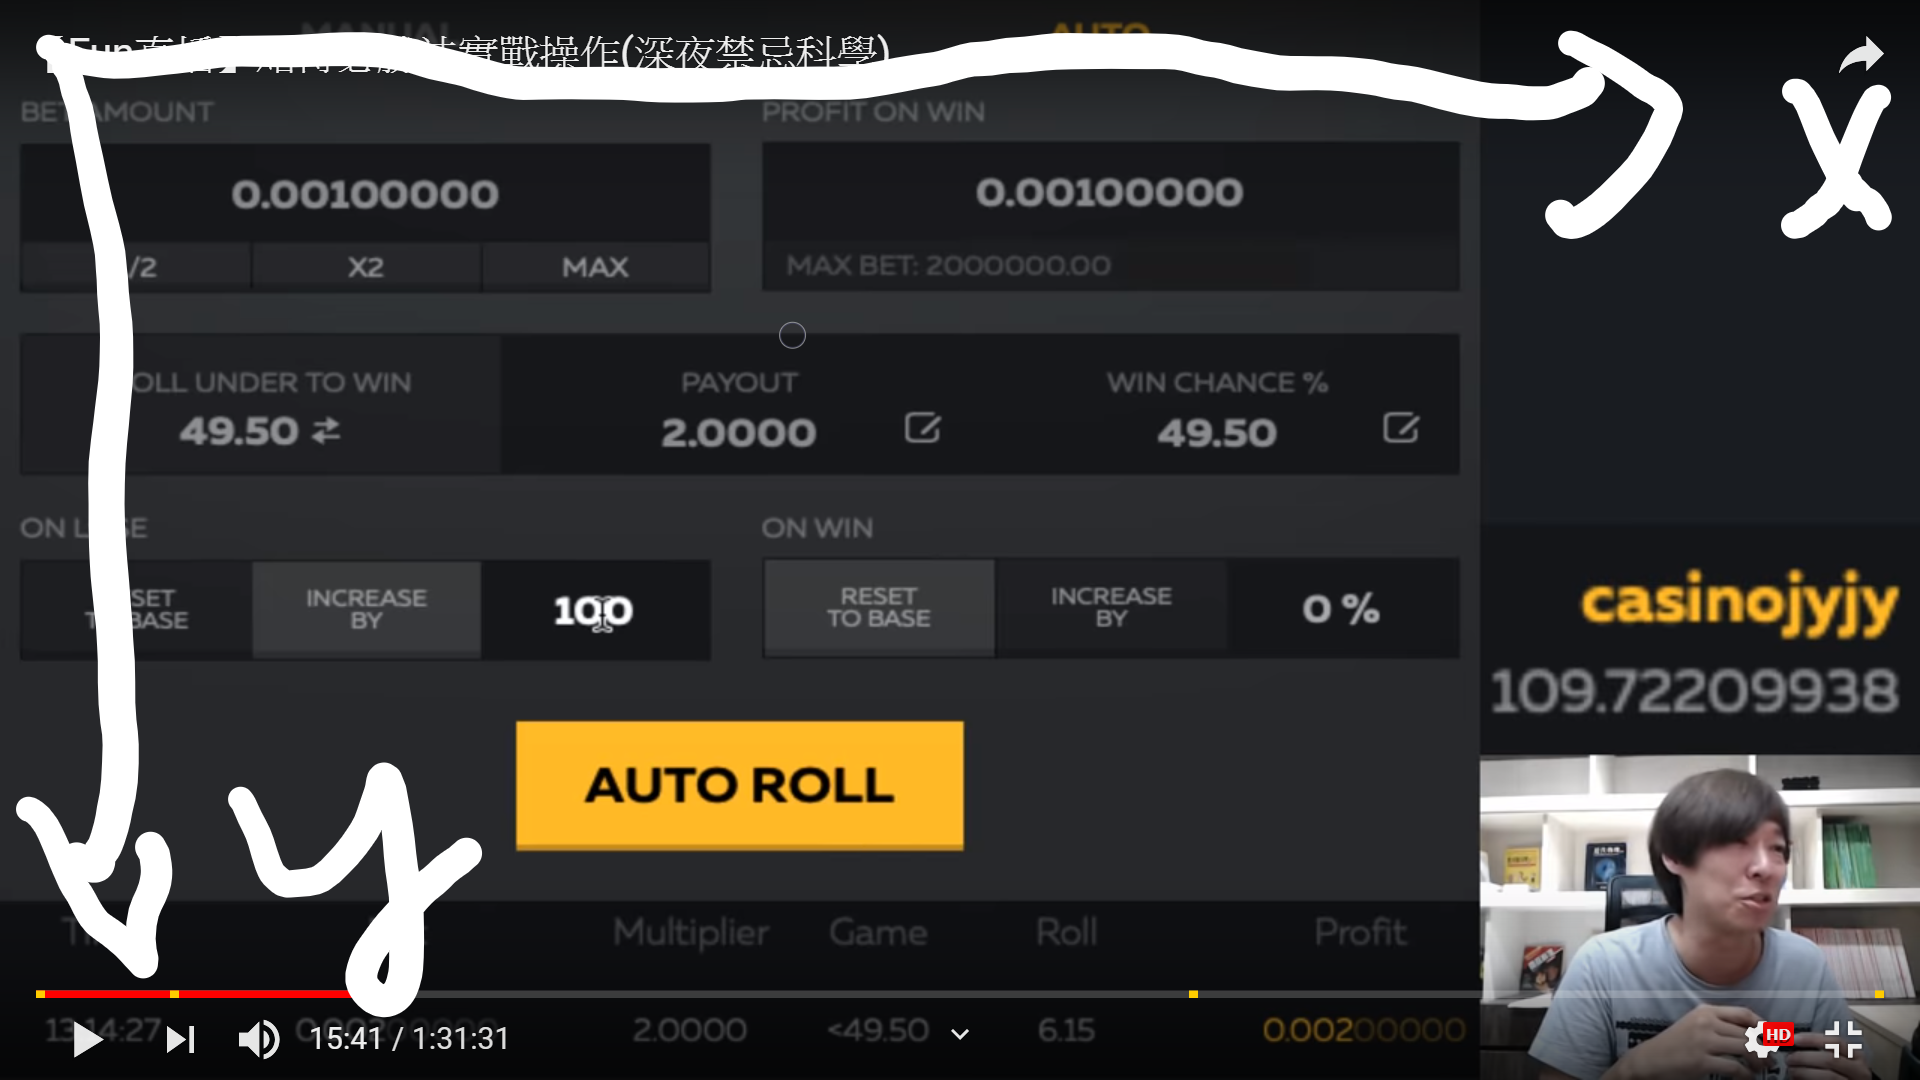 MANUAL
AUTO
實戰操作(深夜禁忌科學)
BET AMOUNT
PROFIT ON WIN
X
0.00100000
0.00100000
/2
X2
MAX
MAX BET: 2000000.00
OLL UNDER TO WIN
PAYOUT
WIN CHANCE %
49.50
2.0000
49.50
ON L SE
ON WIN
SET
TO BASE
INCREASE
BY
100
RESET
TO BASE
INCREASE
BY
0 %
casinojyjy
109.72209938
AUTO ROLL
y
Multiplier
Game
Roll
Profit
13:14:27
15:41 / 1:31:31
2.0000
<49.50
6.15
0.00200000
HD